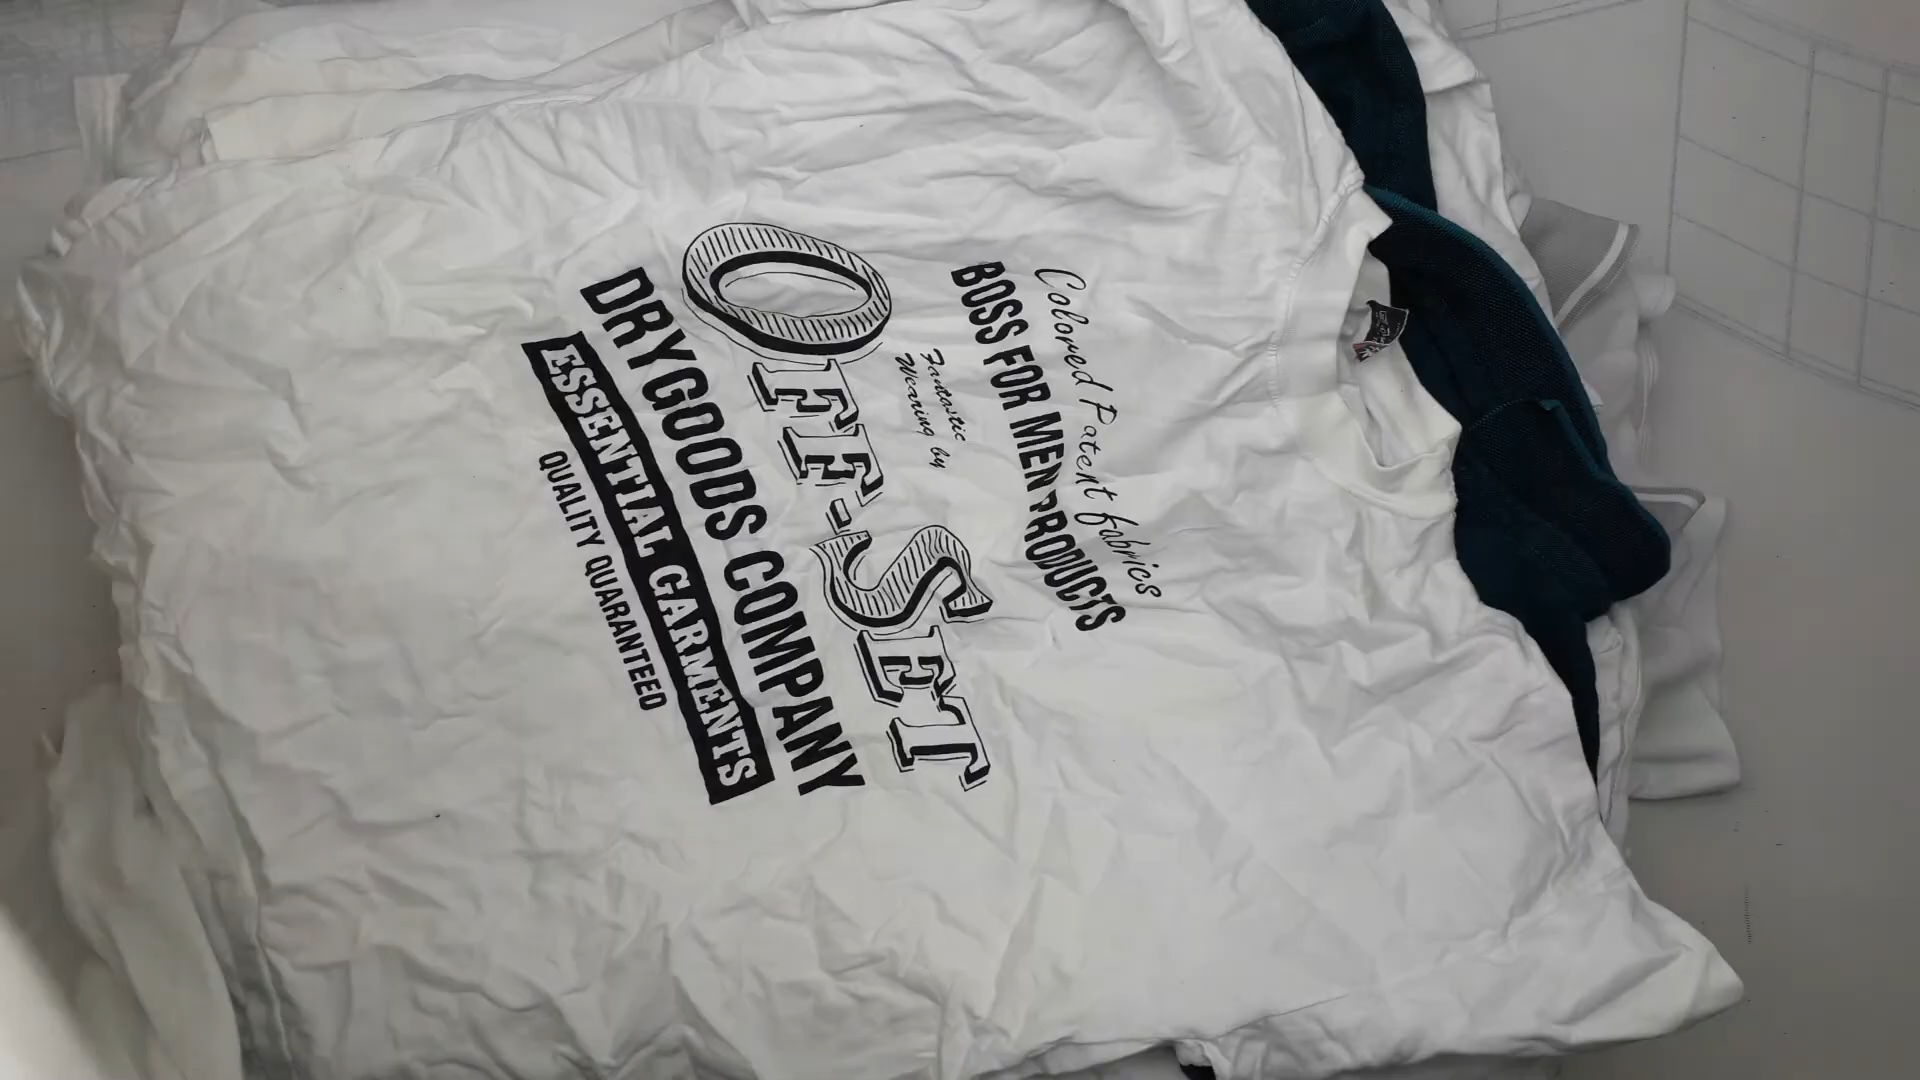 Colored Patent fabrics
BOSS FOR MEN PRODUCTS
Fantastic
Wearing by
OFF-SET
DRYGOODS COMPANY
ESSENTIAL GARMENTS
QUALITY QUARANTEED